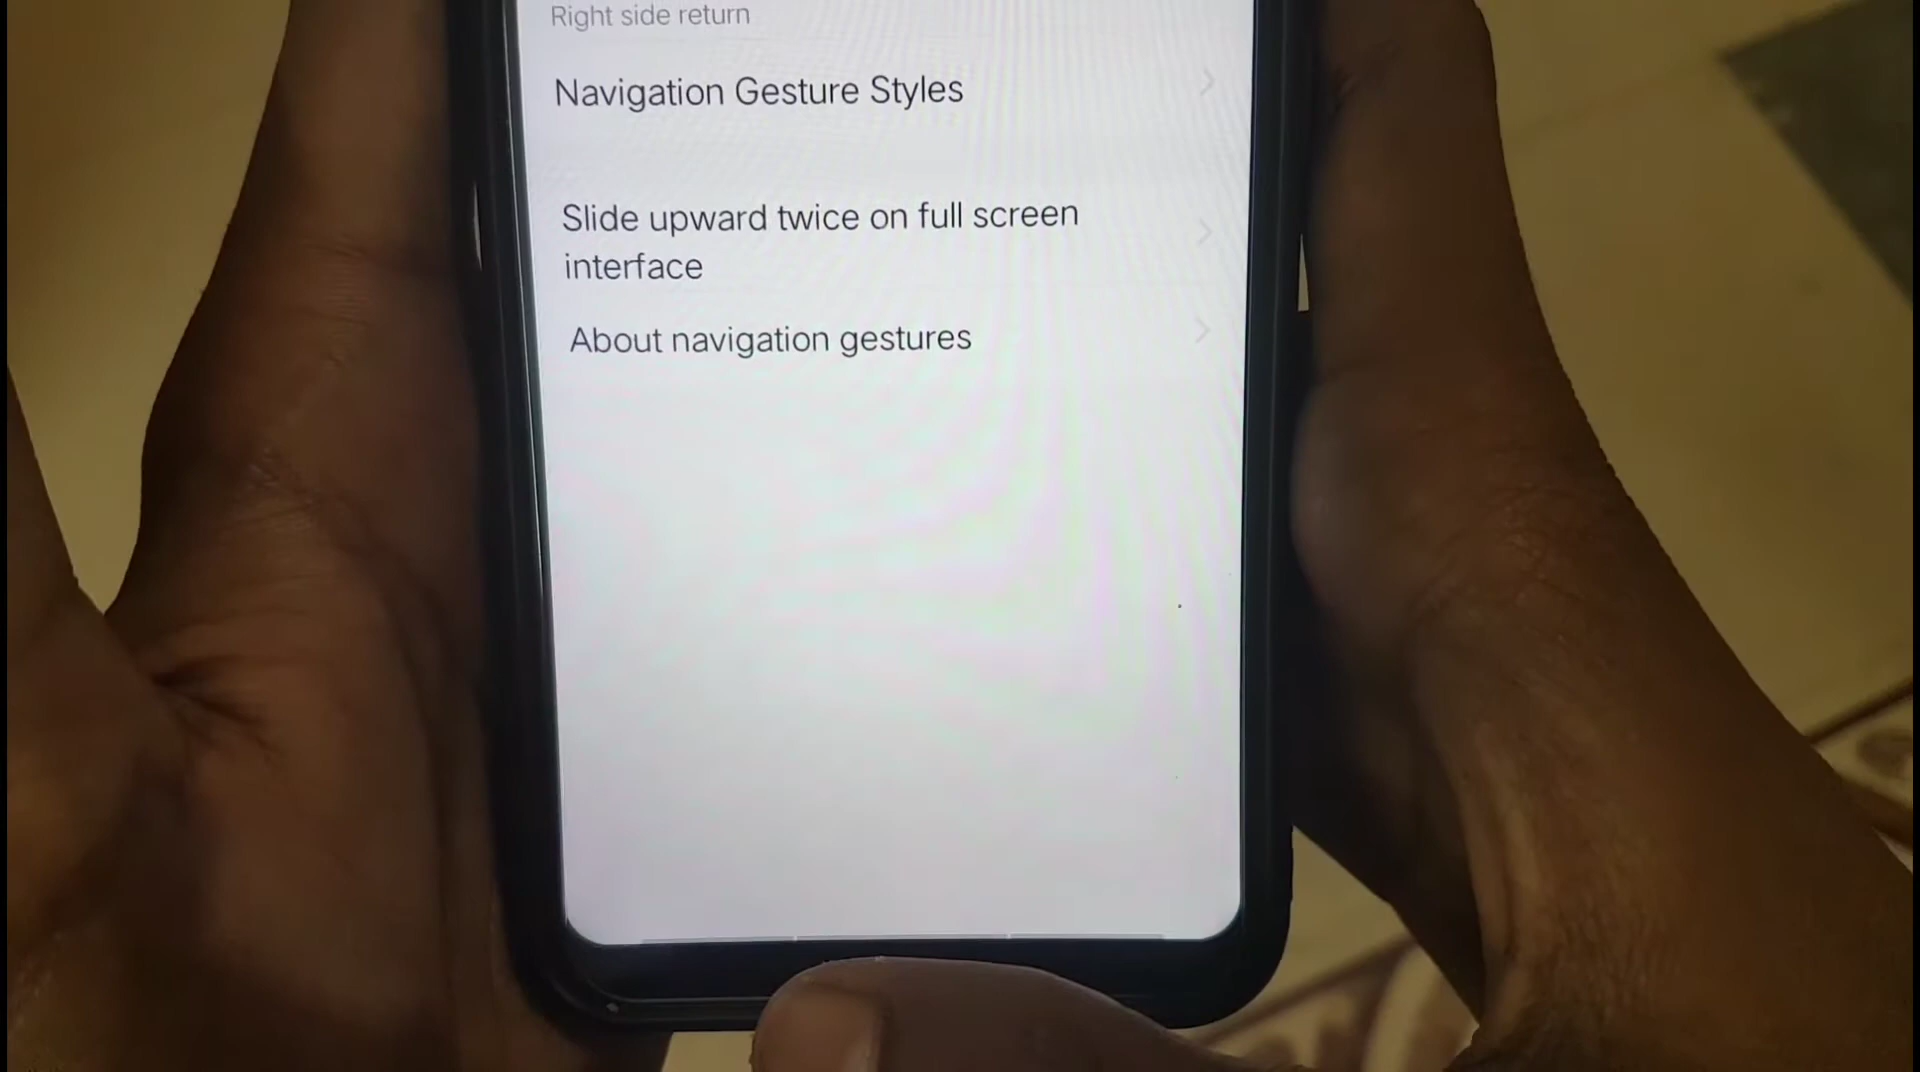 Right side return
Navigation Gesture Styles
Slide upward twice on full screen
interface
About navigation gestures